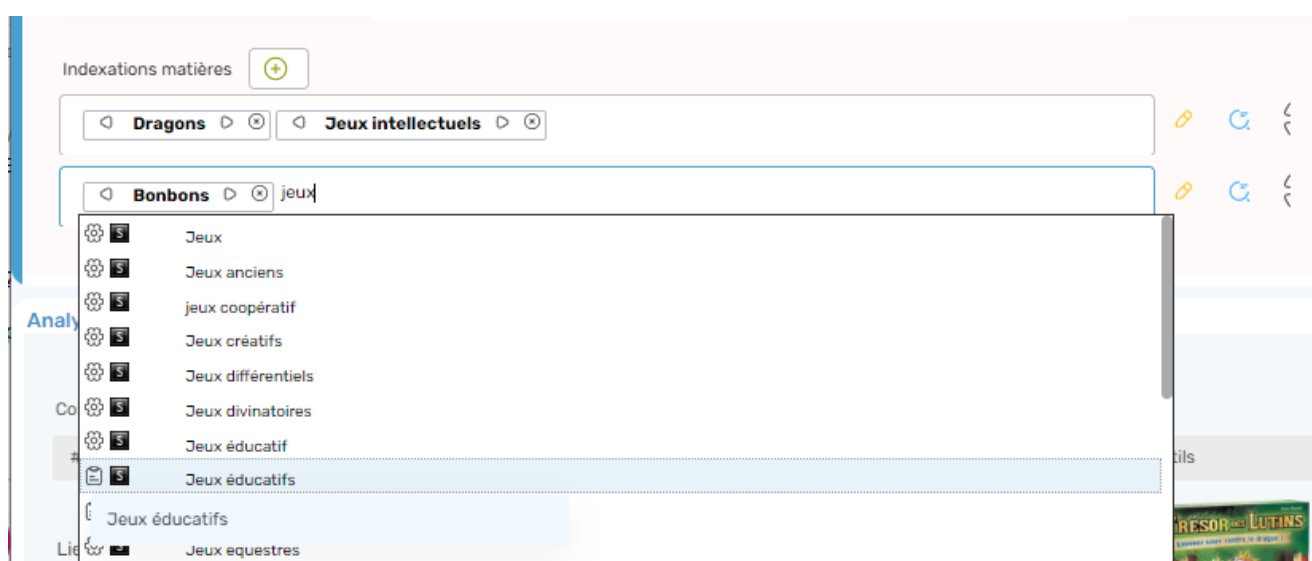 Indexations matières
Dragons Jeux intellectuels
Bonbons jeux
S Jeux
S Jeux anciens
S jeux coopératif
Analy
S Jeux créatifs
S Jeux différentiels
Co S Jeux divinatoires
S Jeux éducatif
# tils
S Jeux éducatifs
Jeux éducatifs
RESOR DES LUTINS
Lie Jeux equestres